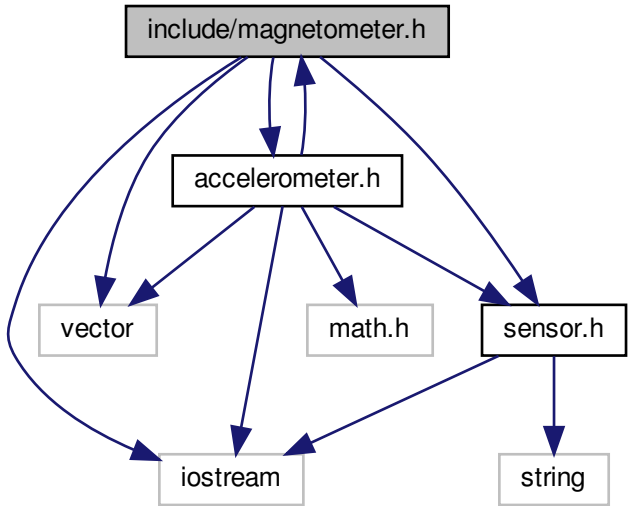 include/magnetometer.h
accelerometer.h
vector
math.h
sensor.h
iostream
string